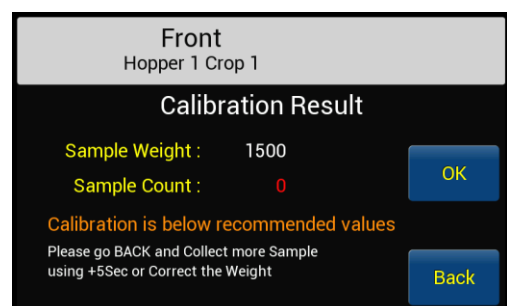 Front
Hopper 1 Crop 1
Calibration Result
Sample Weight : 1500
Sample Count : 0
OK
Calibration is below recommended values
Please go BACK and Collect more Sample
using +5Sec or Correct the Weight
Back